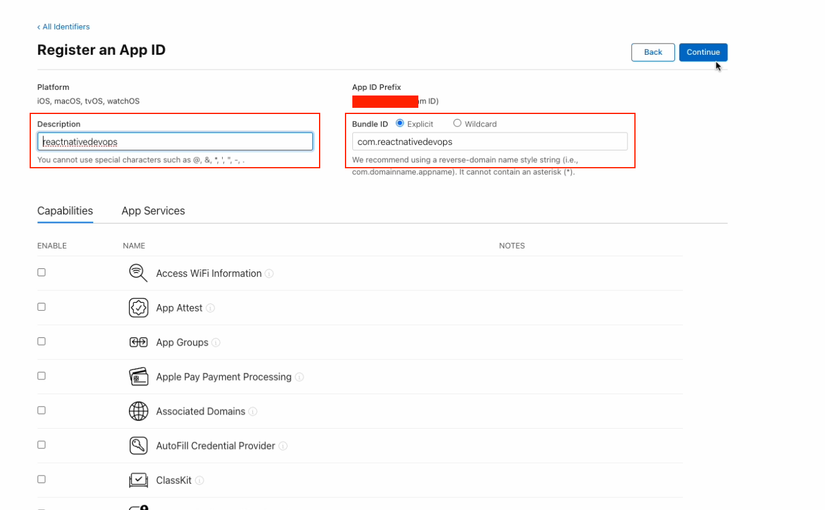 ‹ All Identifiers
Register an App ID
Back
Continue
Platform
iOS, macOS, tvOS, watchOS
App ID Prefix
ID)
Description
reactnativedevops
You cannot use special characters such as @, &, *, ', ", -, .
Bundle ID Explicit Wildcard
com.reactnativedevops
We recommend using a reverse-domain name style string (i.e.,
com.domainname.appname). It cannot contain an asterisk (*).
Capabilities App Services
ENABLE NAME NOTES
Access WiFi Information
App Attest
App Groups
Apple Pay Payment Processing
Associated Domains
AutoFill Credential Provider
ClassKit